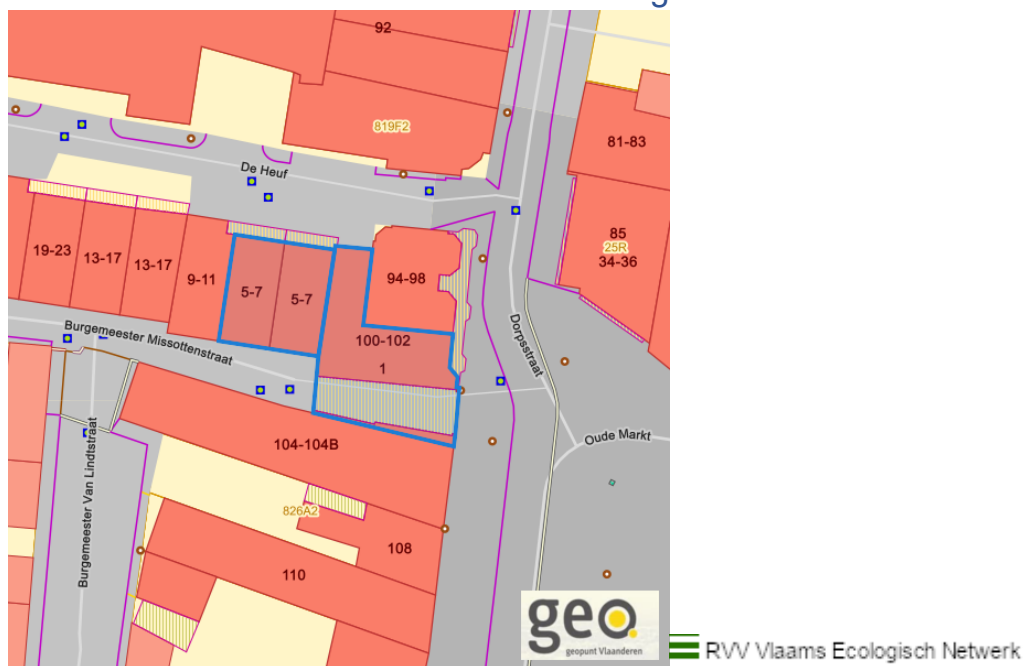 92
819F2
81-83
De Heuf
85
25R
34-36
19-23
13-17
13-17
9-11
5-7
5-7
94-98
100-102
1
Burgemeester Missottenstraat
Dorpsstraat
Oude Markt
104-104B
Burgemeester Van Lindtstraat
826A2
108
110
geo
geopunt Vlaanderen
RVV Vlaams Ecologisch Netwerk